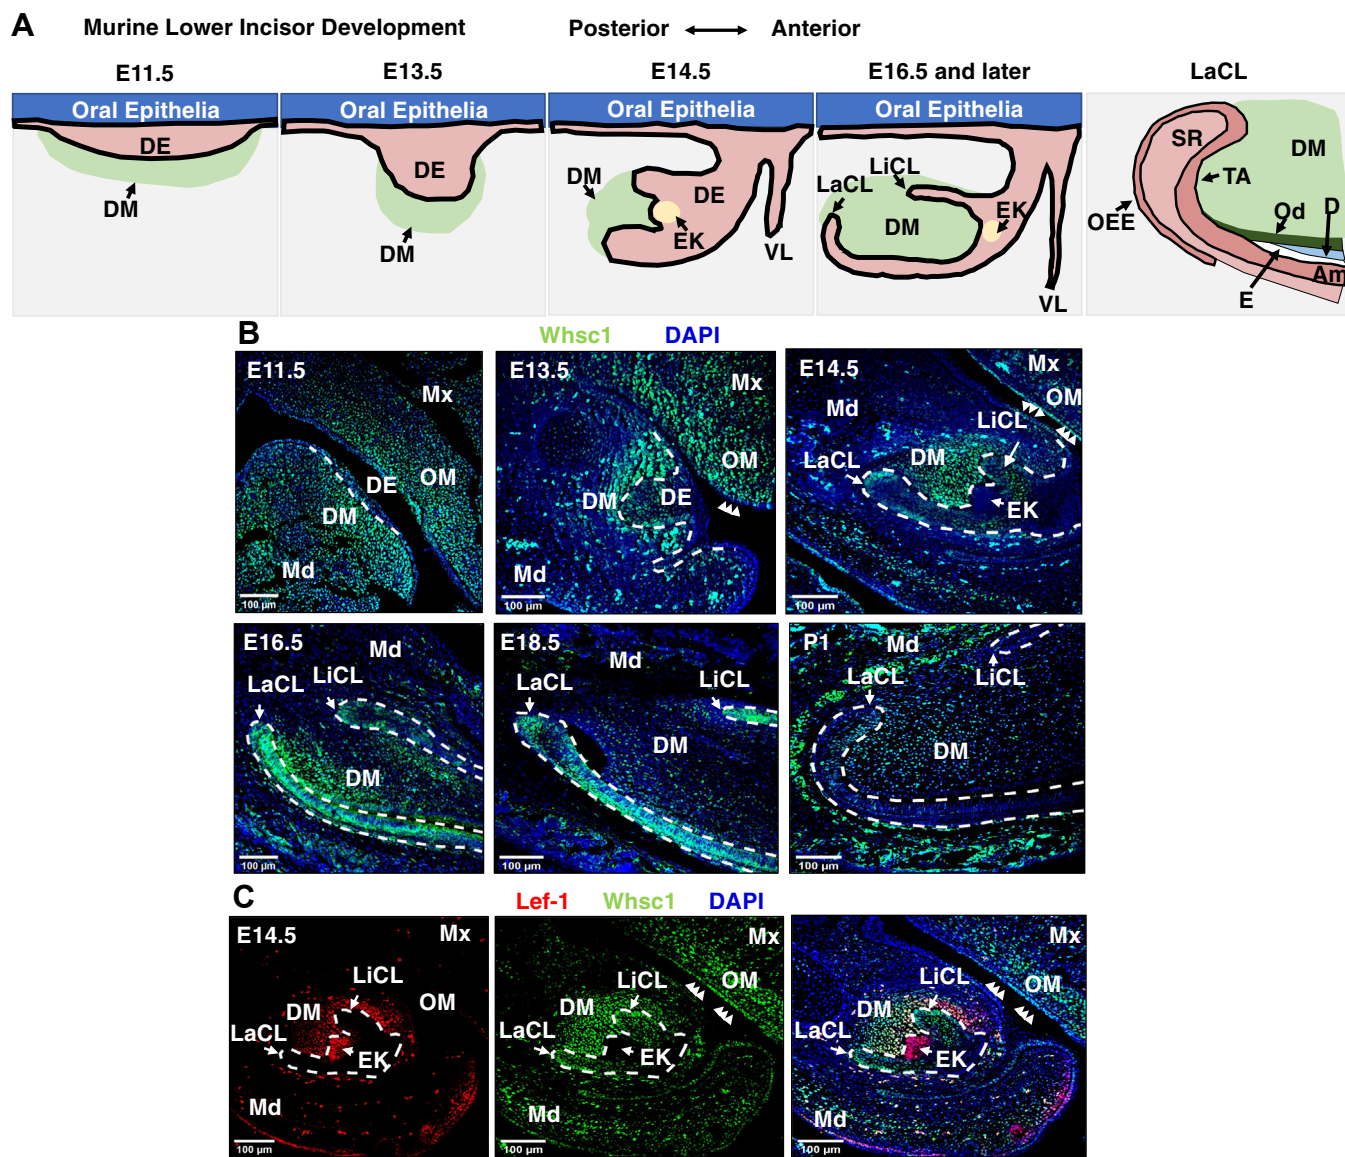 A
Murine Lower Incisor Development
Posterior
Anterior
E11.5
E13.5
E14.5
E16.5 and later
LaCL
Oral Epithelia
Oral Epithelia
Oral Epithelia
Oral Epithelia
DE
DM
DE
DM
DM
DE
EK
VL
LiCL
LaCL
DM
EK
VL
SR
DM
TA
OEE
Od
D
Am
E
B
Whsc1
DAPI
E11.5
Mx
DE
OM
DM
Md
100 µm
E13.5
Mx
OM
DM
DE
Md
100 µm
E14.5
Mx
Md
OM
LiCL
LaCL
DM
EK
100 µm
E16.5
Md
LaCL
LiCL
DM
100 µm
E18.5
Md
LaCL
LiCL
DM
100 µm
P1
Md
LaCL
LiCL
DM
100 µm
C
Lef-1
Whsc1
DAPI
E14.5
Mx
LiCL
DM
OM
LaCL
EK
Md
100 µm
Mx
LiCL
OM
DM
LaCL
EK
100 µm
Mx
LiCL
OM
DM
LaCL
EK
Md
100 µm